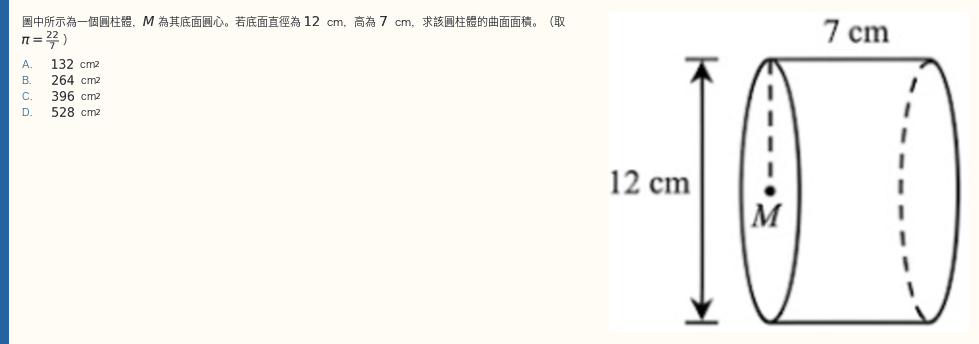 圖中所示為一個圓柱體，M 為其底面圓心。若底面直徑為 12 cm，高為 7 cm，求該圓柱體的曲面面積。（取
π = 22/7 ）
A. 132 cm2
B. 264 cm2
C. 396 cm2
D. 528 cm2
7 cm
12 cm
M